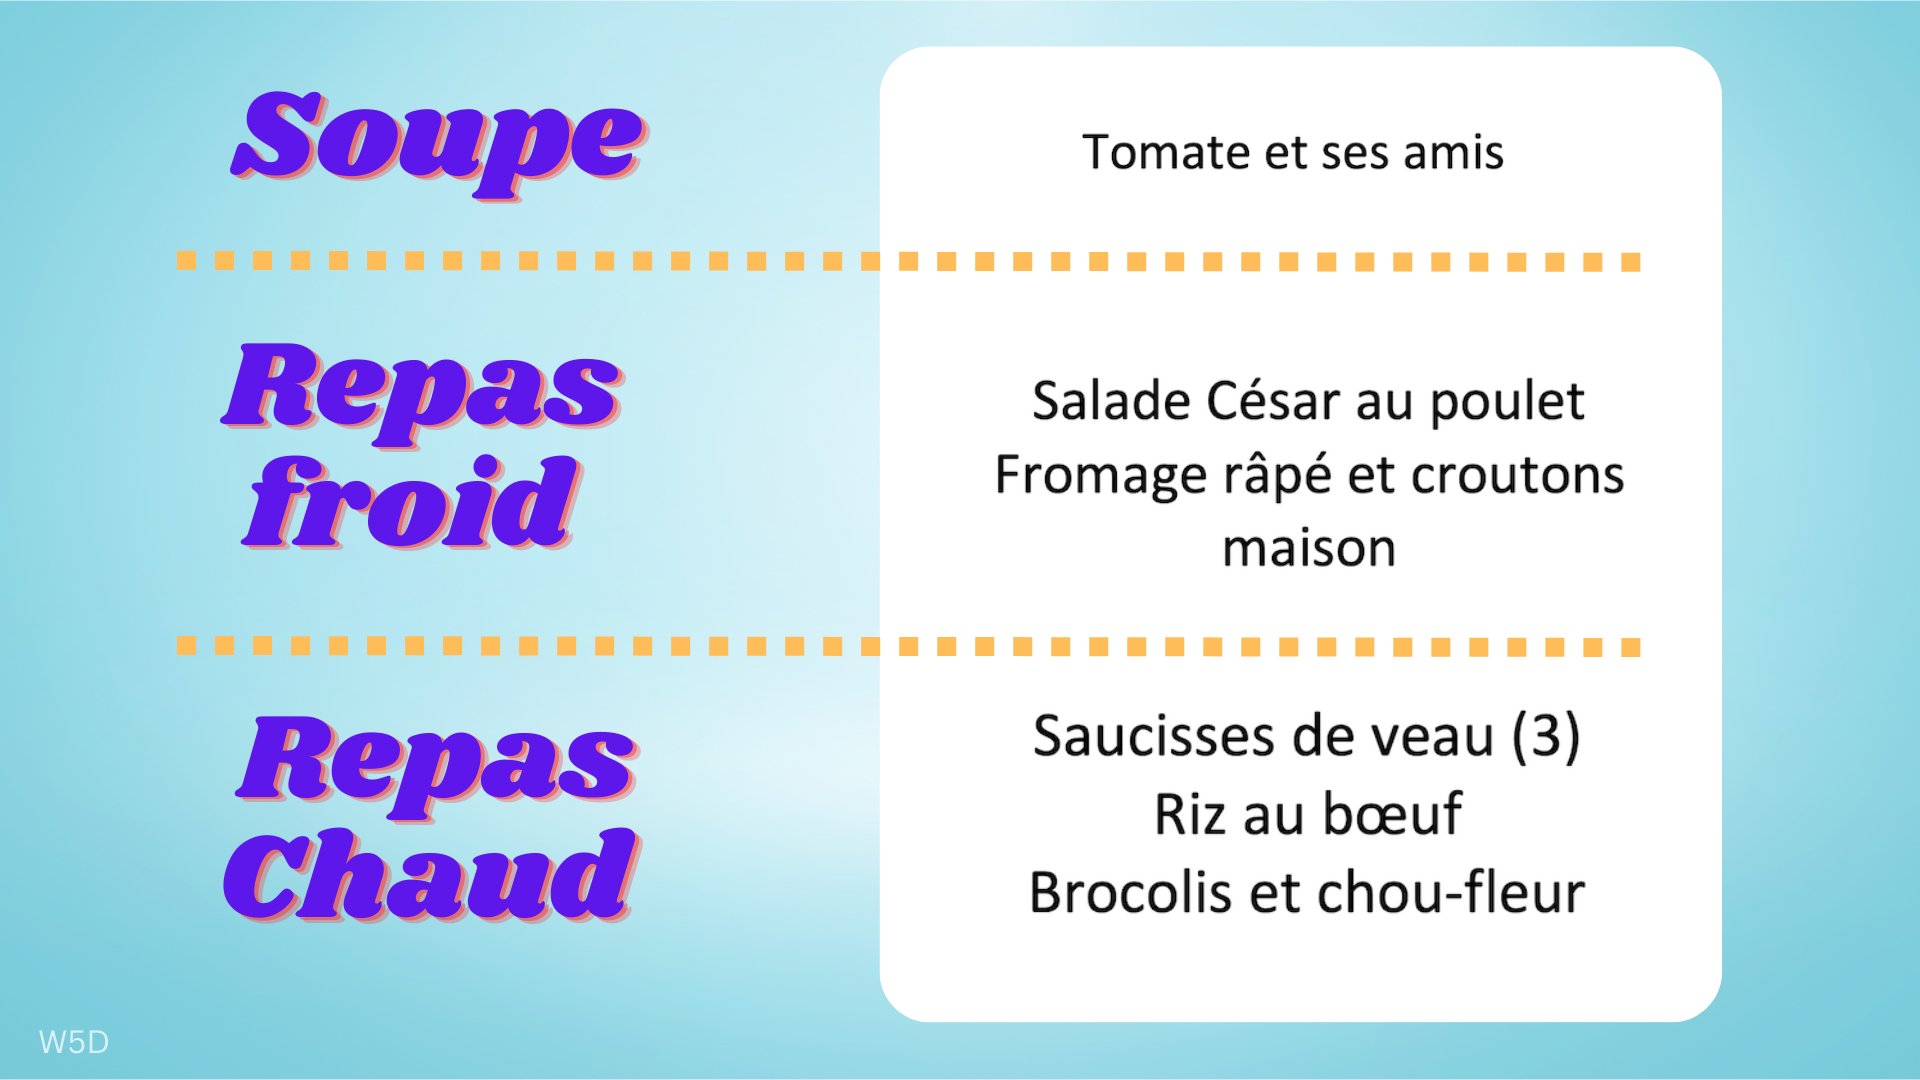 Soupe
Tomate et ses amis
Repas
froid
Salade César au poulet
Fromage râpé et croutons
maison
Repas
Chaud
Saucisses de veau (3)
Riz au bœuf
Brocolis et chou-fleur
W5D